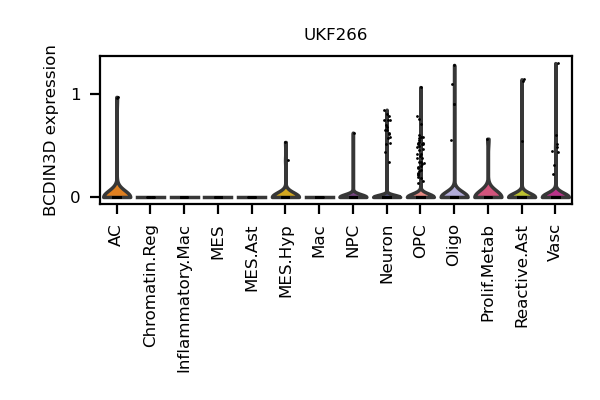 UKF266
BCDIN3D expression
1
0
AC
Chromatin.Reg
Inflammatory.Mac
MES
MES.Ast
MES.Hyp
Mac
NPC
Neuron
OPC
Oligo
Prolif.Metab
Reactive.Ast
Vasc